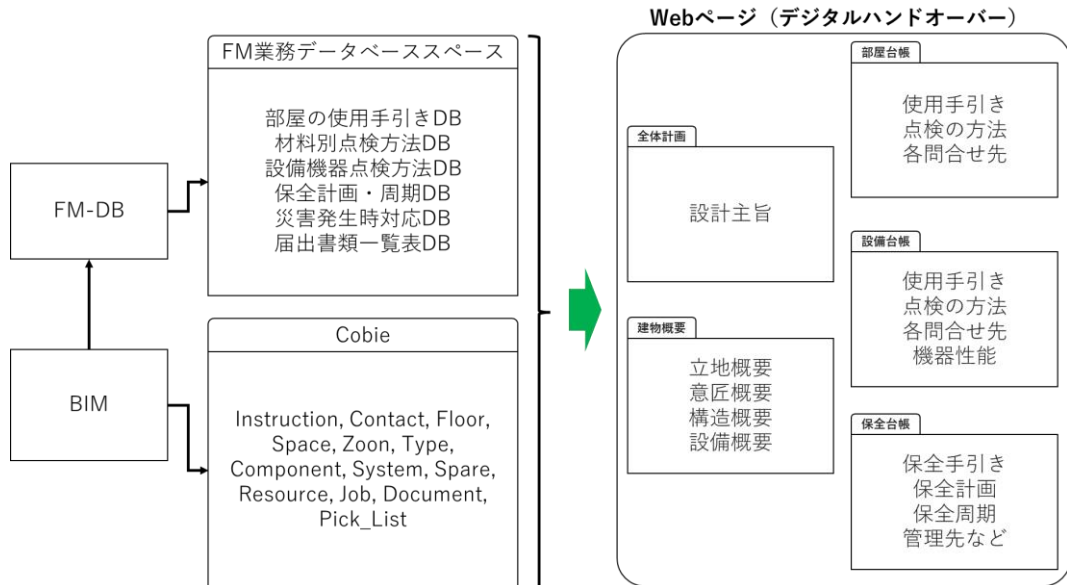 FM-DB
BIM
FM業務データベーススペース
部屋の使用手引きDB
材料別点検方法DB
設備機器点検方法DB
保全計画・周期DB
災害発生時対応DB
届出書類一覧表DB
Cobie
Instruction, Contact, Floor,
Space, Zoon, Type,
Component, System, Spare,
Resource, Job, Document,
Pick_List
Webページ（デジタルハンドオーバー）
全体計画
設計主旨
建物概要
立地概要
意匠概要
構造概要
設備概要
部屋台帳
使用手引き
点検の方法
各問合せ先
設備台帳
使用手引き
点検の方法
各問合せ先
機器性能
保全台帳
保全手引き
保全計画
保全周期
管理先など